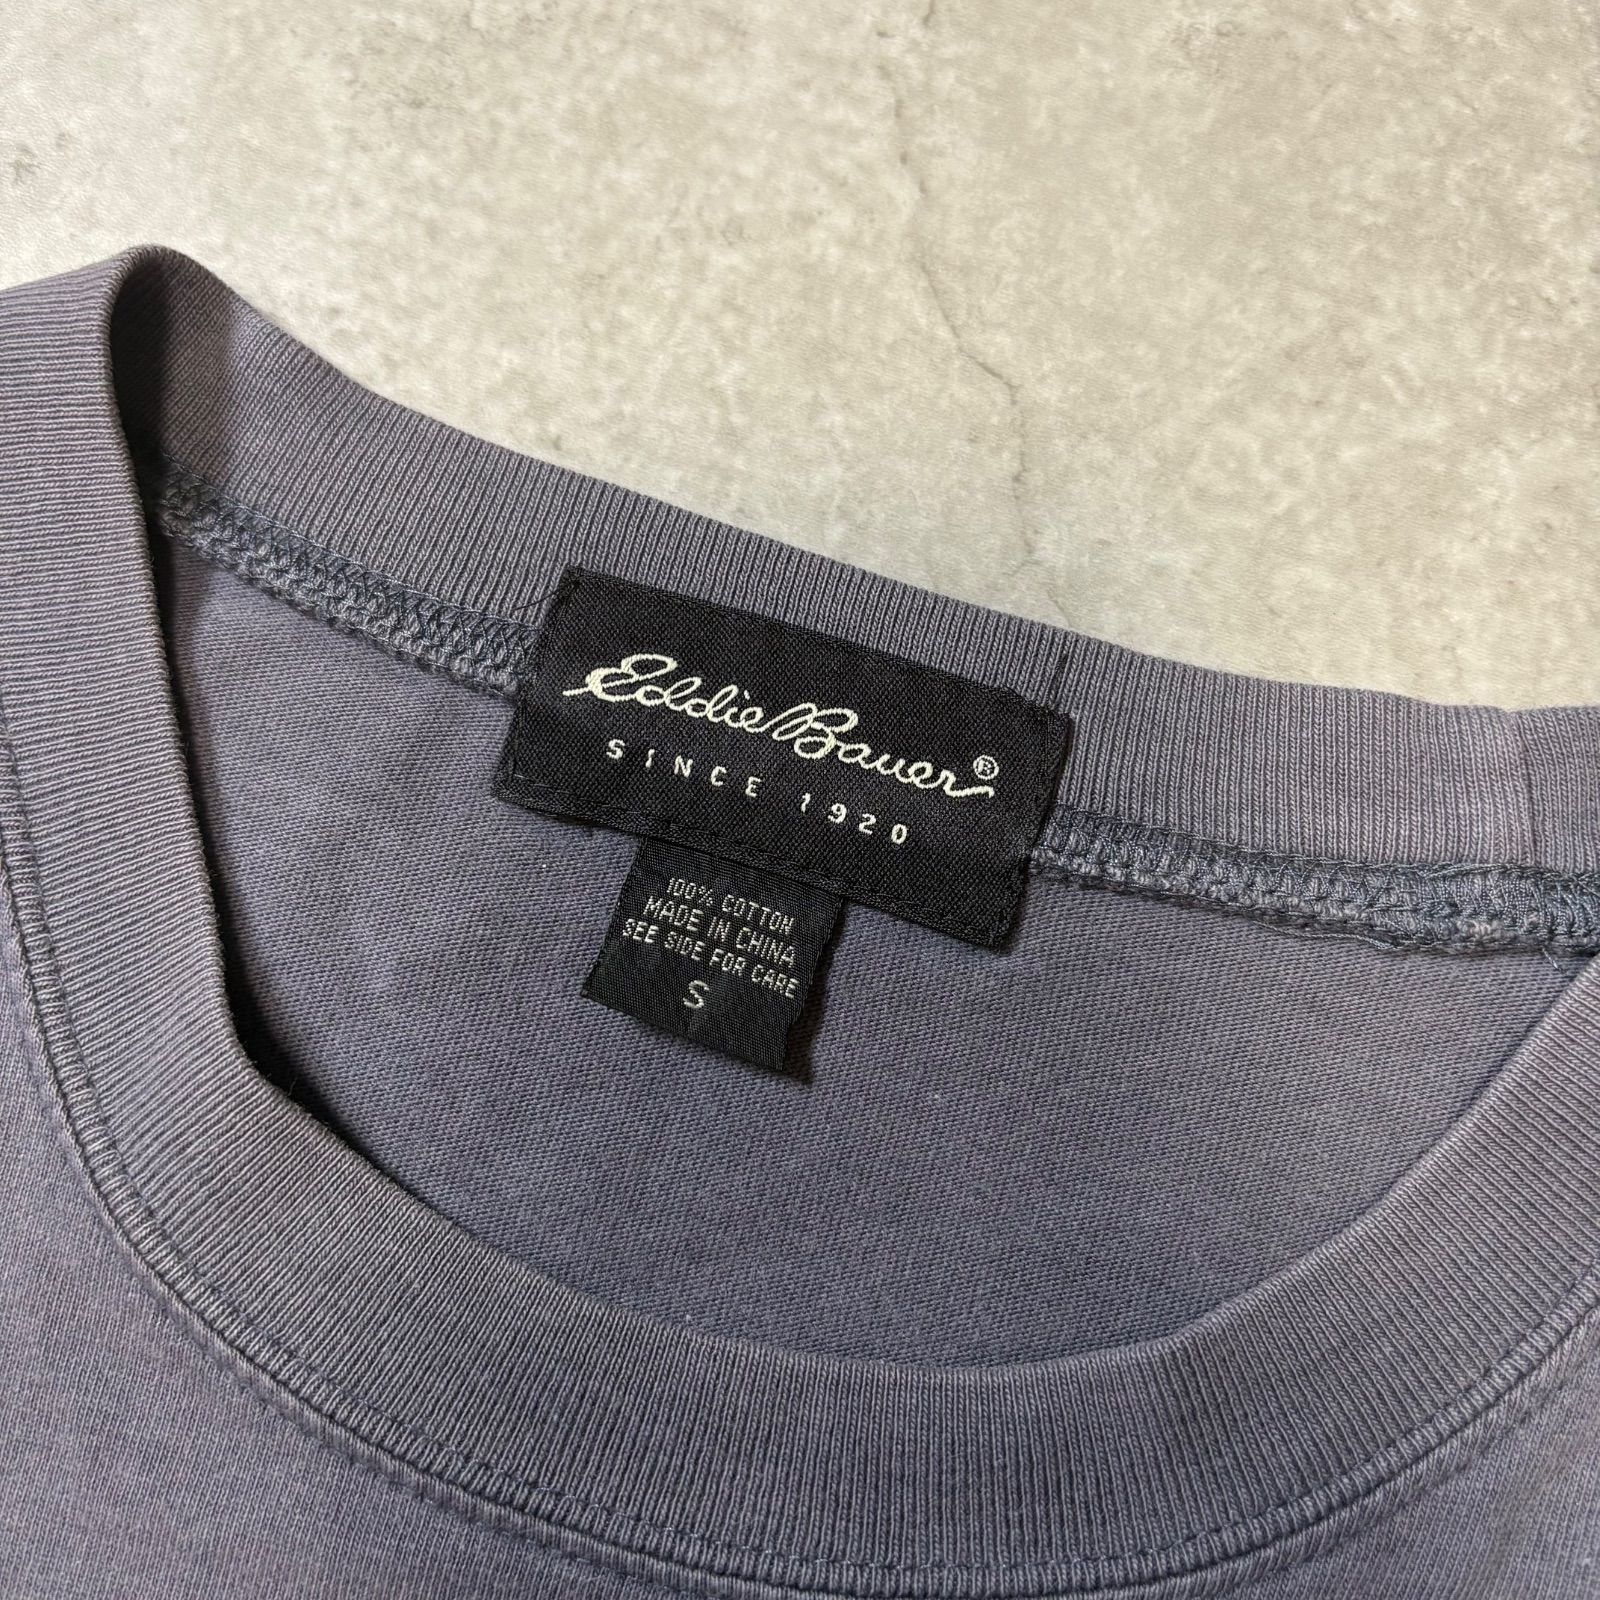 Eddie Bauer®
SINCE 1920
100% COTTON
MADE IN CHINA
SEE SIDE FOR CARE
S